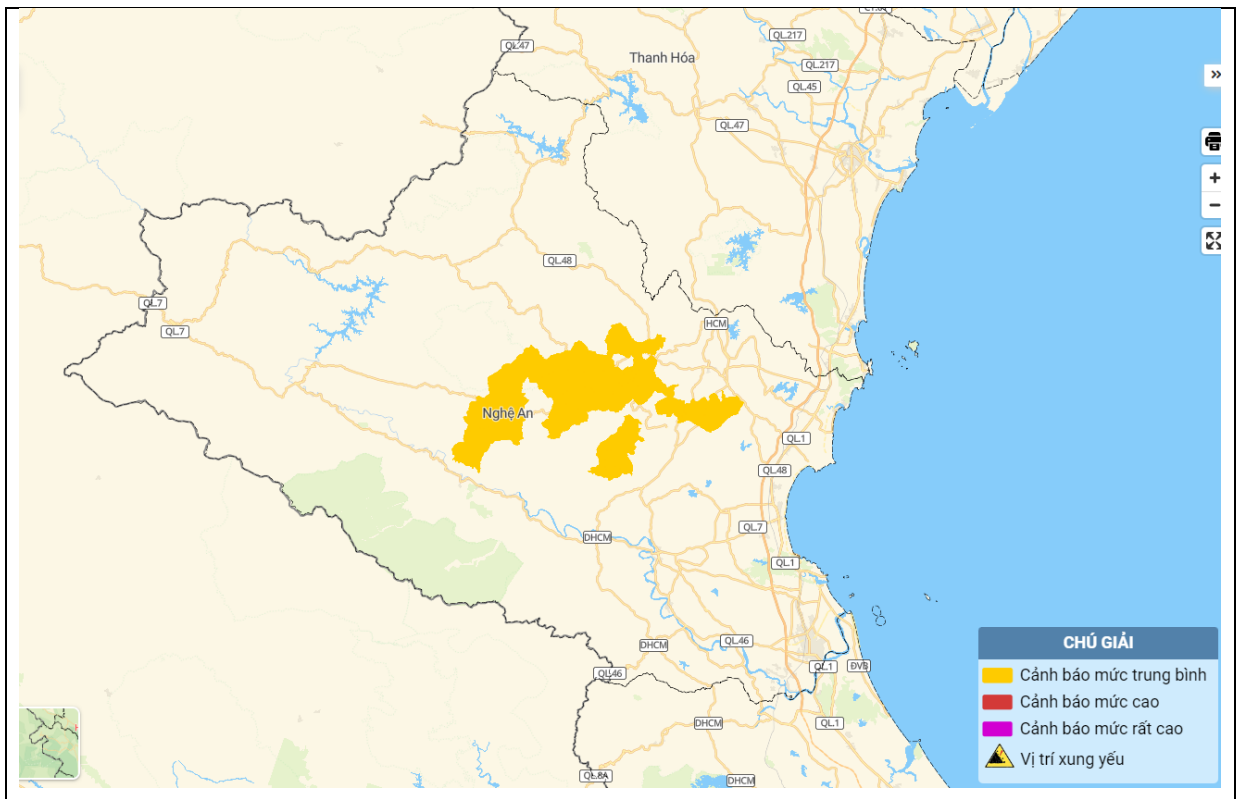 QL.217
QL.47
Thanh Hóa
QL.217
QL.45
QL.47
»
+
−
QL.48
QL.7
QL.7
HCM
Nghệ An
QL.1
QL.48
QL.7
DHCM
QL.1
DHCM
QL.46
QL.46
QL.1
ĐVB
DHCM
QL.1
QL.8A
DHCM
CHÚ GIẢI
Cảnh báo mức trung bình
Cảnh báo mức cao
Cảnh báo mức rất cao
Vị trí xung yếu